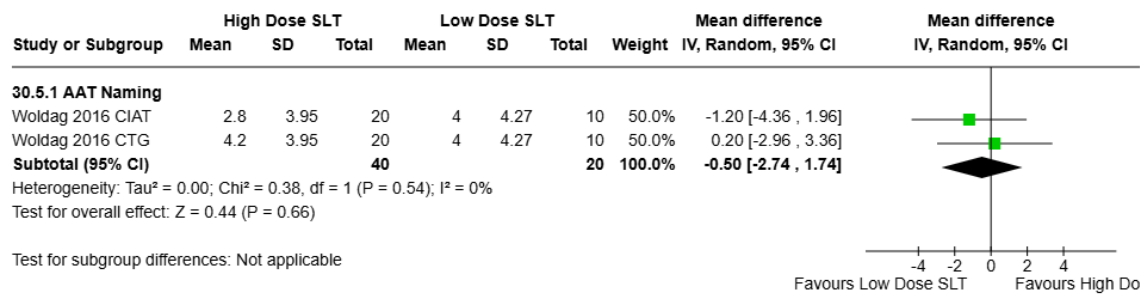 High Dose SLT Low Dose SLT Mean difference Mean difference
Study or Subgroup Mean SD Total Mean SD Total Weight IV, Random, 95% CI IV, Random, 95% CI
30.5.1 AAT Naming
Woldag 2016 CIAT 2.8 3.95 20 4 4.27 10 50.0% -1.20 [-4.36 , 1.96]
Woldag 2016 CTG 4.2 3.95 20 4 4.27 10 50.0% 0.20 [-2.96 , 3.36]
Subtotal (95% CI) 40 20 100.0% -0.50 [-2.74 , 1.74]
Heterogeneity: Tau² = 0.00; Chi² = 0.38, df = 1 (P = 0.54); I² = 0%
Test for overall effect: Z = 0.44 (P = 0.66)
Test for subgroup differences: Not applicable
-4 -2 0 2 4
Favours Low Dose SLT Favours High Do